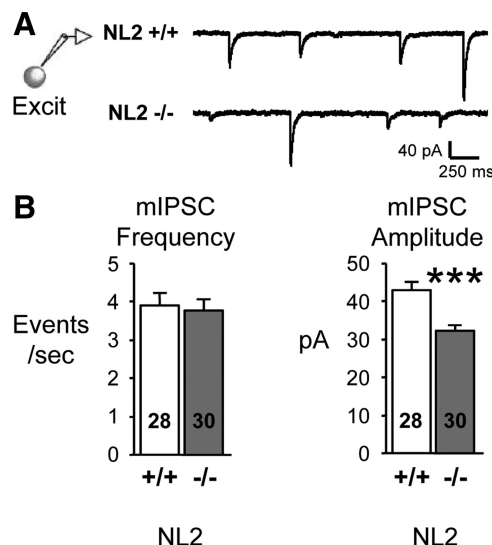 A
NL2 +/+
Excit
NL2 -/-
40 pA
250 ms
B
mIPSC
Frequency
Events
/sec
5
4
3
2
1
0
28
30
+/+
-/-
NL2
mIPSC
Amplitude
***
pA
50
40
30
20
10
0
28
30
+/+
-/-
NL2